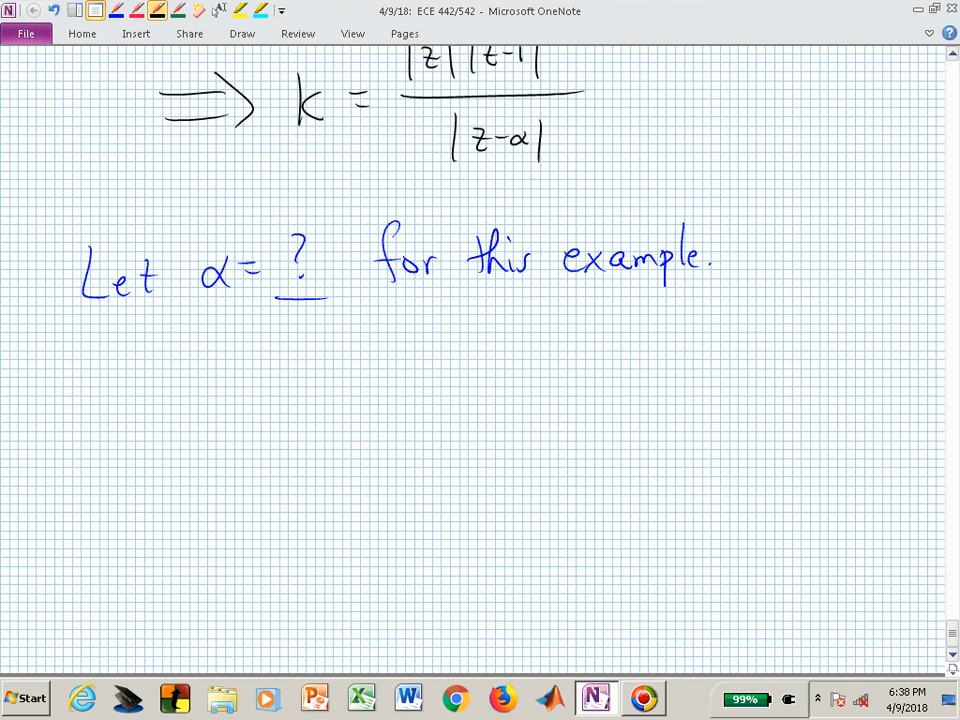 4/9/18: ECE 442/542 - Microsoft OneNote
File Home Insert Share Draw Review View Pages
|z| |z-1|
⟹ k =
|z-α|
Let α = ? for this example.
Start
99%
6:38 PM
4/9/2018